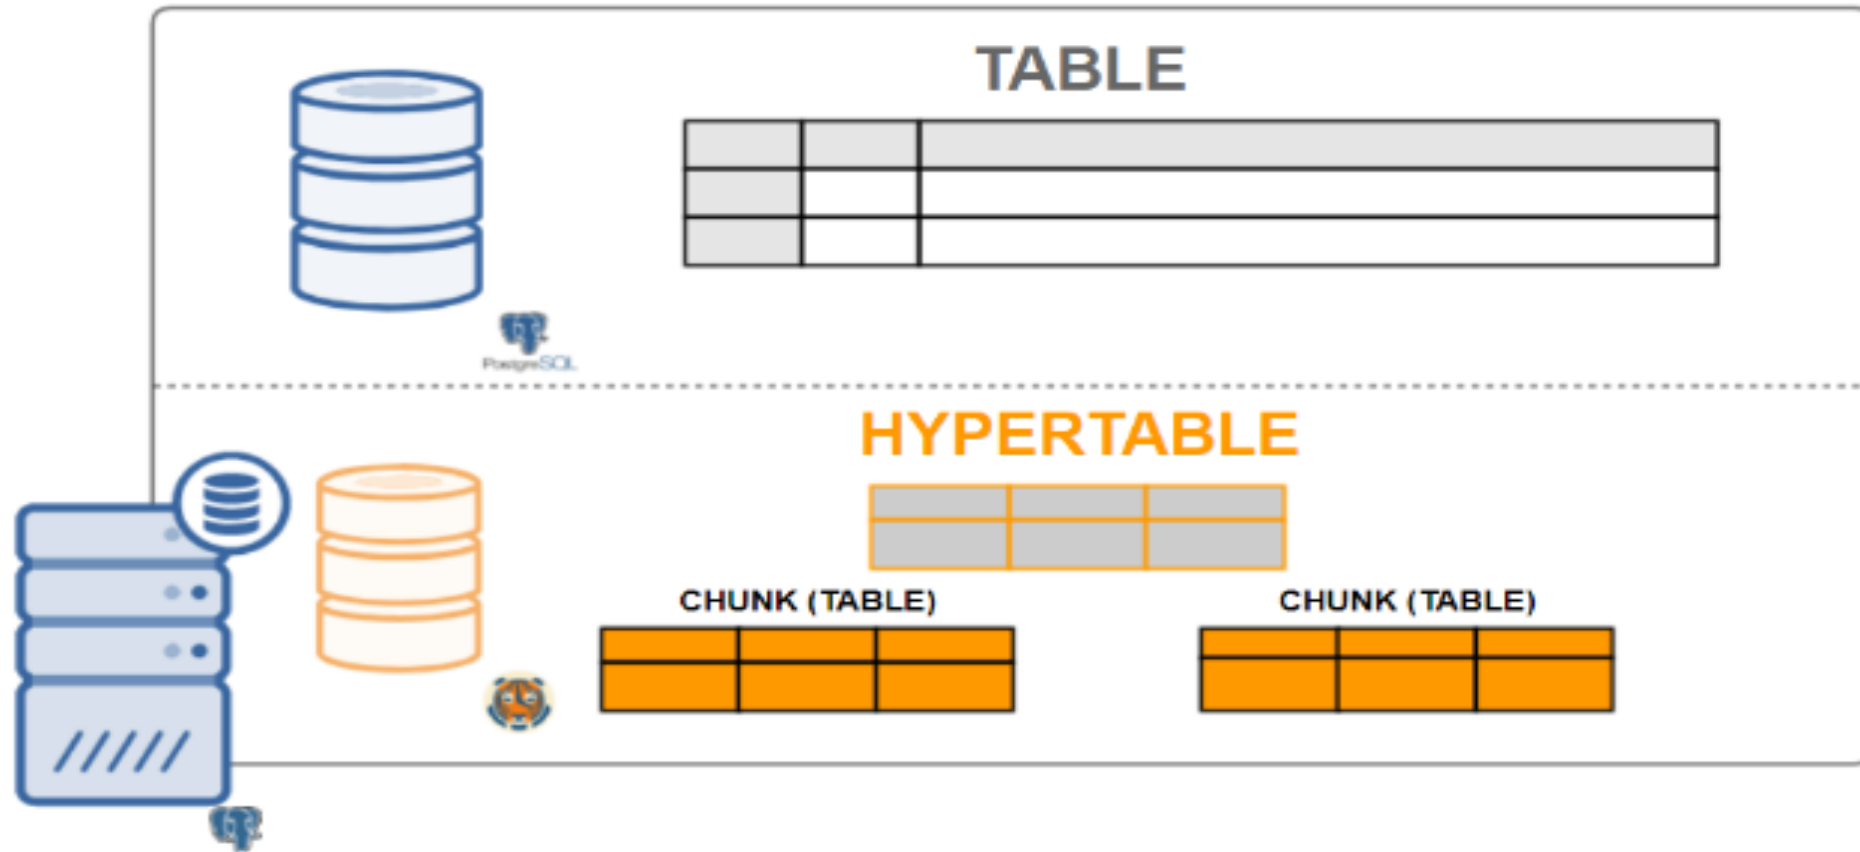 TABLE
PostgreSQL
HYPERTABLE
CHUNK (TABLE)
CHUNK (TABLE)